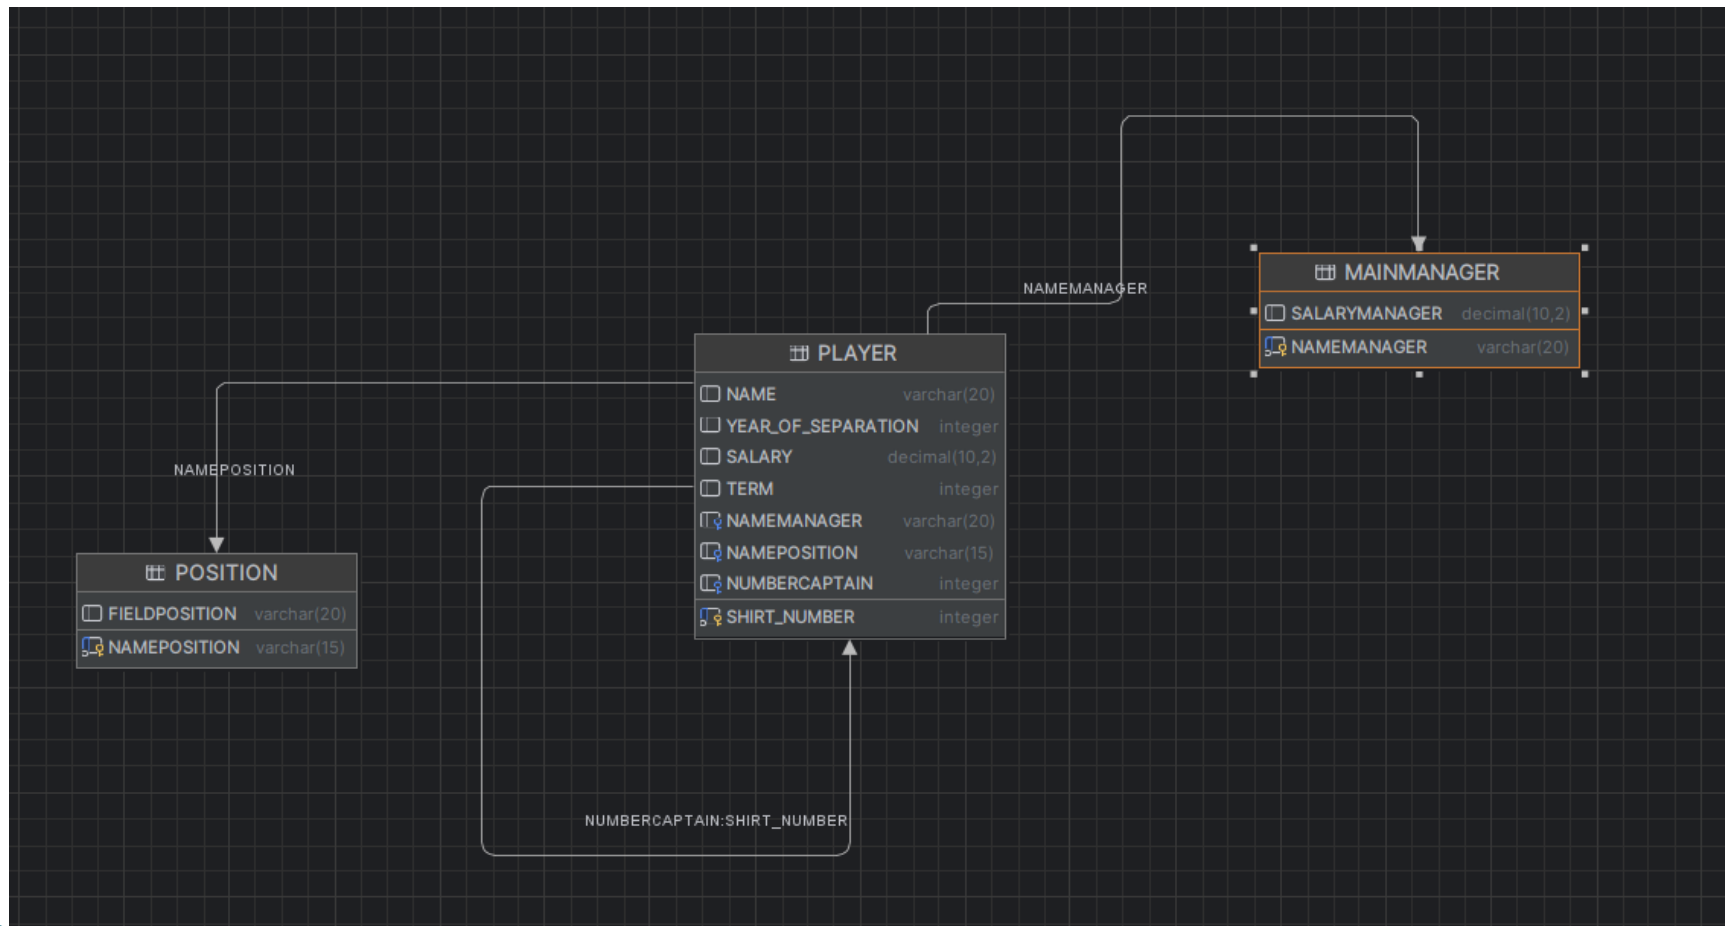 NAMEMANAGER
MAINMANAGER
SALARYMANAGER decimal(10,2)
NAMEMANAGER varchar(20)
PLAYER
NAME varchar(20)
YEAR_OF_SEPARATION integer
SALARY decimal(10,2)
TERM integer
NAMEMANAGER varchar(20)
NAMEPOSITION varchar(15)
NUMBERCAPTAIN integer
SHIRT_NUMBER integer
NAMEPOSITION
POSITION
FIELDPOSITION varchar(20)
NAMEPOSITION varchar(15)
NUMBERCAPTAIN:SHIRT_NUMBER